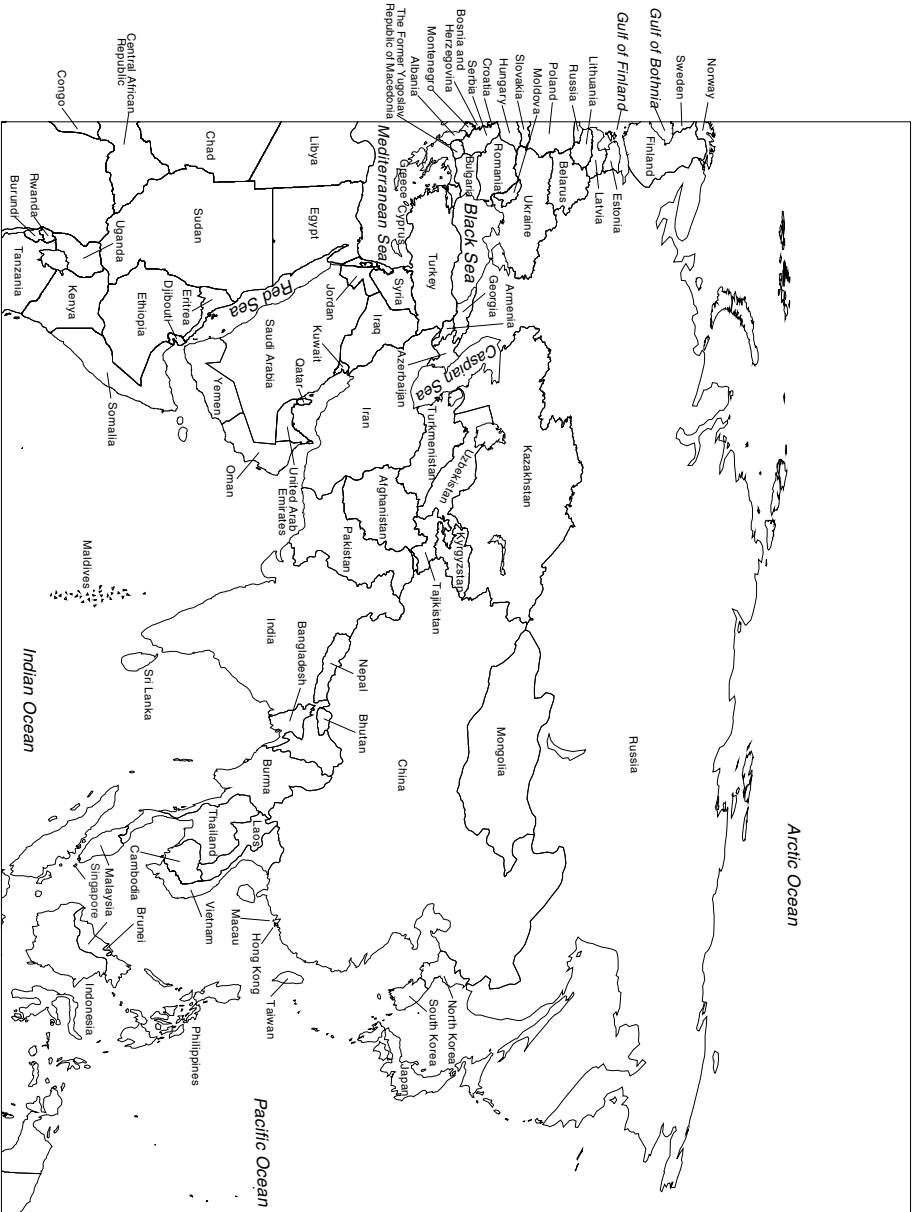 Arctic Ocean
Norway
Sweden
Gulf of Bothnia
Finland
Russia
Gulf of Finland
Estonia
Latvia
Lithuania
Russia
Belarus
Poland
Moldova
Ukraine
Kazakhstan
Slovakia
Hungary
Romania
Mongolia
Croatia
Serbia
Georgia
Armenia
Bosnia and
Herzegovina
Bulgaria
Black Sea
Caspian Sea
Uzbekistan
Kyrgyzstan
Montenegro
Albania
The Former Yugoslav
Republic of Macedonia
Greece
Turkey
Azerbaijan
Turkmenistan
Tajikistan
North Korea
South Korea
Japan
China
Mediterranean Sea
Cyprus
Syria
Iraq
Iran
Afghanistan
Pakistan
Nepal
Bhutan
Jordan
Kuwait
Libya
Egypt
Qatar
Bangladesh
United Arab
Emirates
Red Sea
Saudi Arabia
India
Burma
Laos
Hong Kong
Macau
Taiwan
Pacific Ocean
Chad
Sudan
Eritrea
Yemen
Oman
Thailand
Vietnam
Philippines
Central African
Republic
Djibouti
Ethiopia
Sri Lanka
Cambodia
Brunei
Uganda
Somalia
Malaysia
Singapore
Indonesia
Congo
Rwanda
Burundi
Kenya
Tanzania
Maldives
Indian Ocean